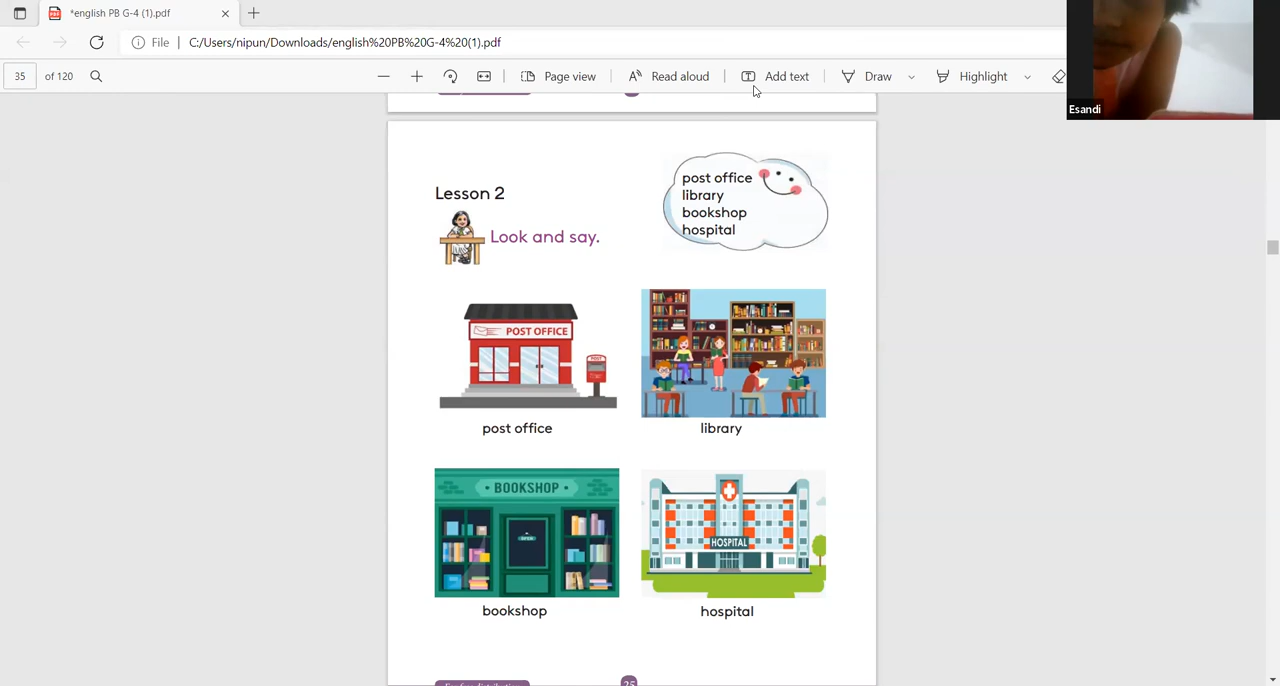 *english PB G-4 (1).pdf
File
C:/Users/nipun/Downloads/english%20PB%20G-4%20(1).pdf
35 of 120
Page view
Read aloud
Add text
Draw
Highlight
Esandi
Lesson 2
Look and say.
post office
library
bookshop
hospital
POST OFFICE
POST
post office
library
BOOKSHOP
OPEN
HOSPITAL
bookshop
hospital
25